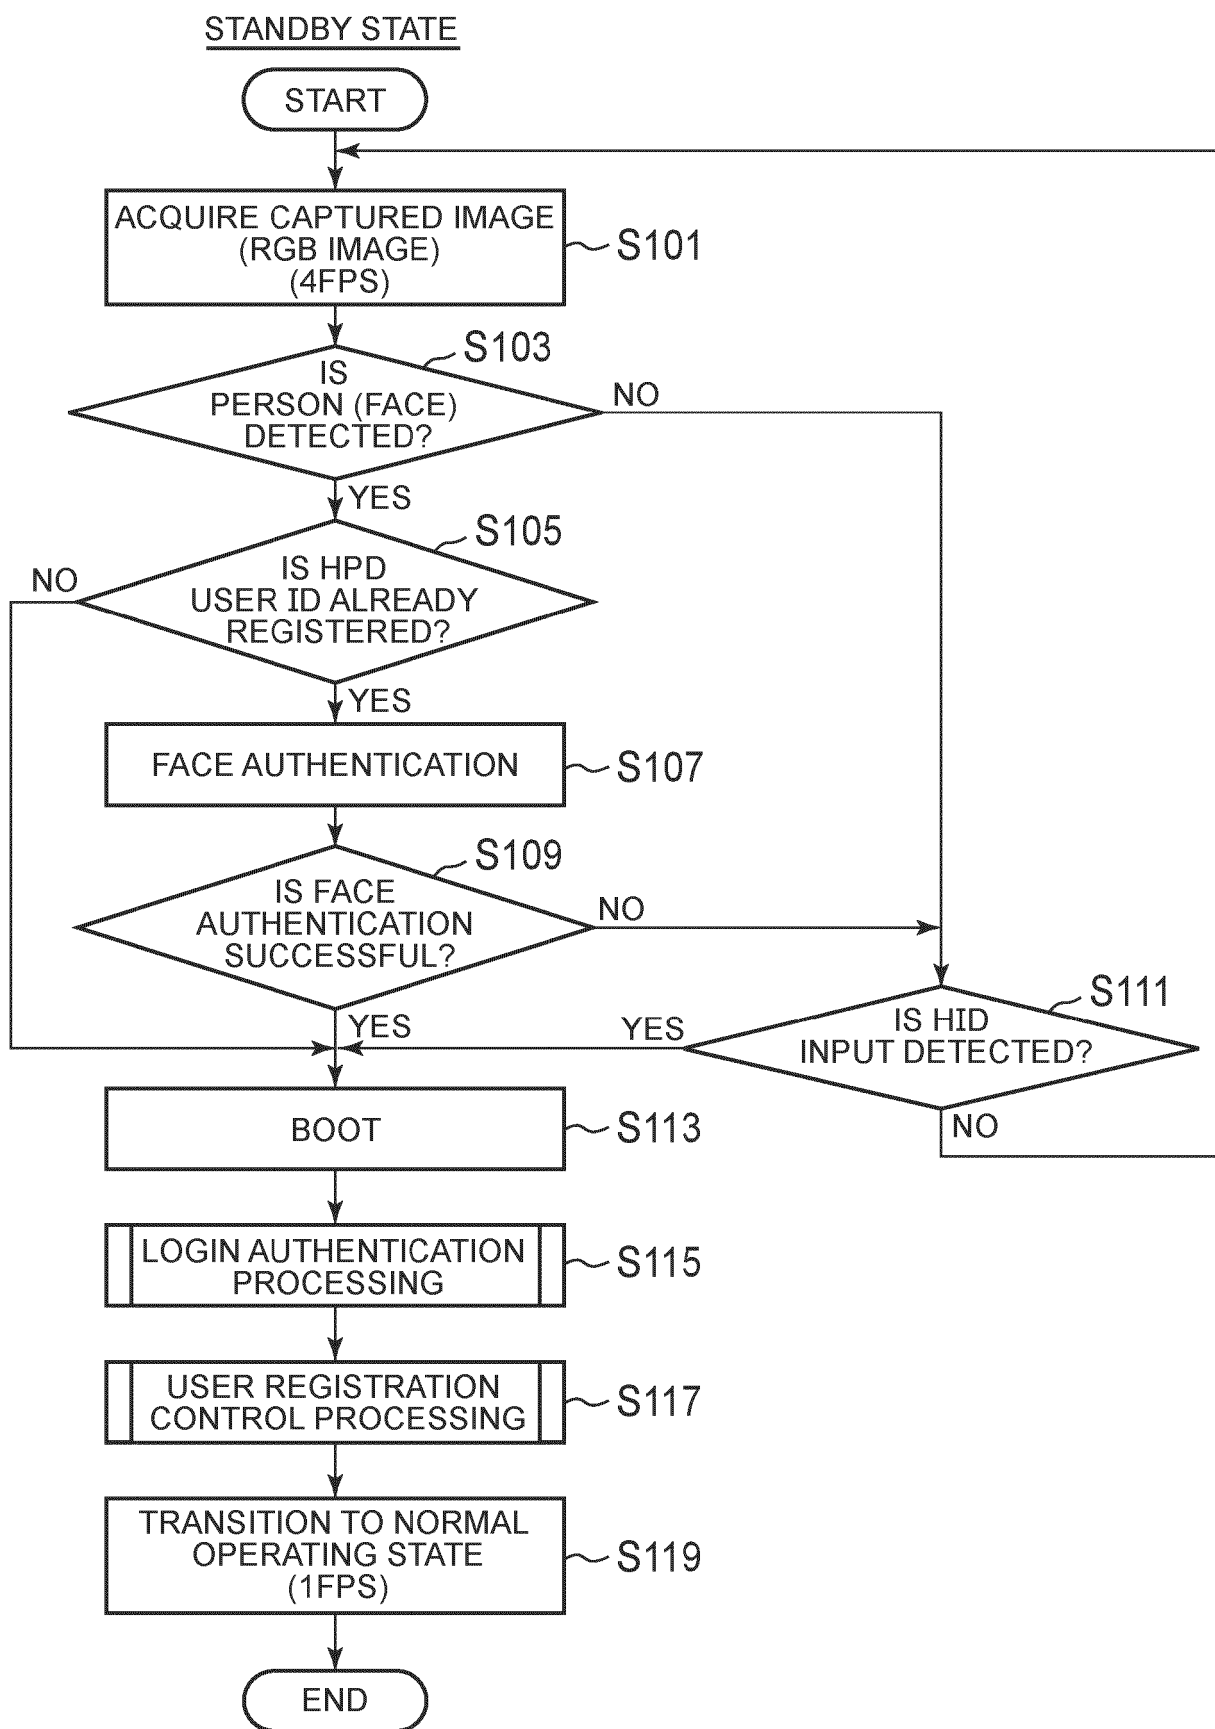 STANDBY STATE
START
ACQUIRE CAPTURED IMAGE
(RGB IMAGE)
(4FPS)
S101
S103
IS
PERSON (FACE)
DETECTED?
NO
YES
S105
IS HPD
USER ID ALREADY
REGISTERED?
NO
YES
FACE AUTHENTICATION
S107
S109
IS FACE
AUTHENTICATION
SUCCESSFUL?
NO
YES
S111
IS HID
INPUT DETECTED?
YES
NO
BOOT
S113
LOGIN AUTHENTICATION
PROCESSING
S115
USER REGISTRATION
CONTROL PROCESSING
S117
TRANSITION TO NORMAL
OPERATING STATE
(1FPS)
S119
END